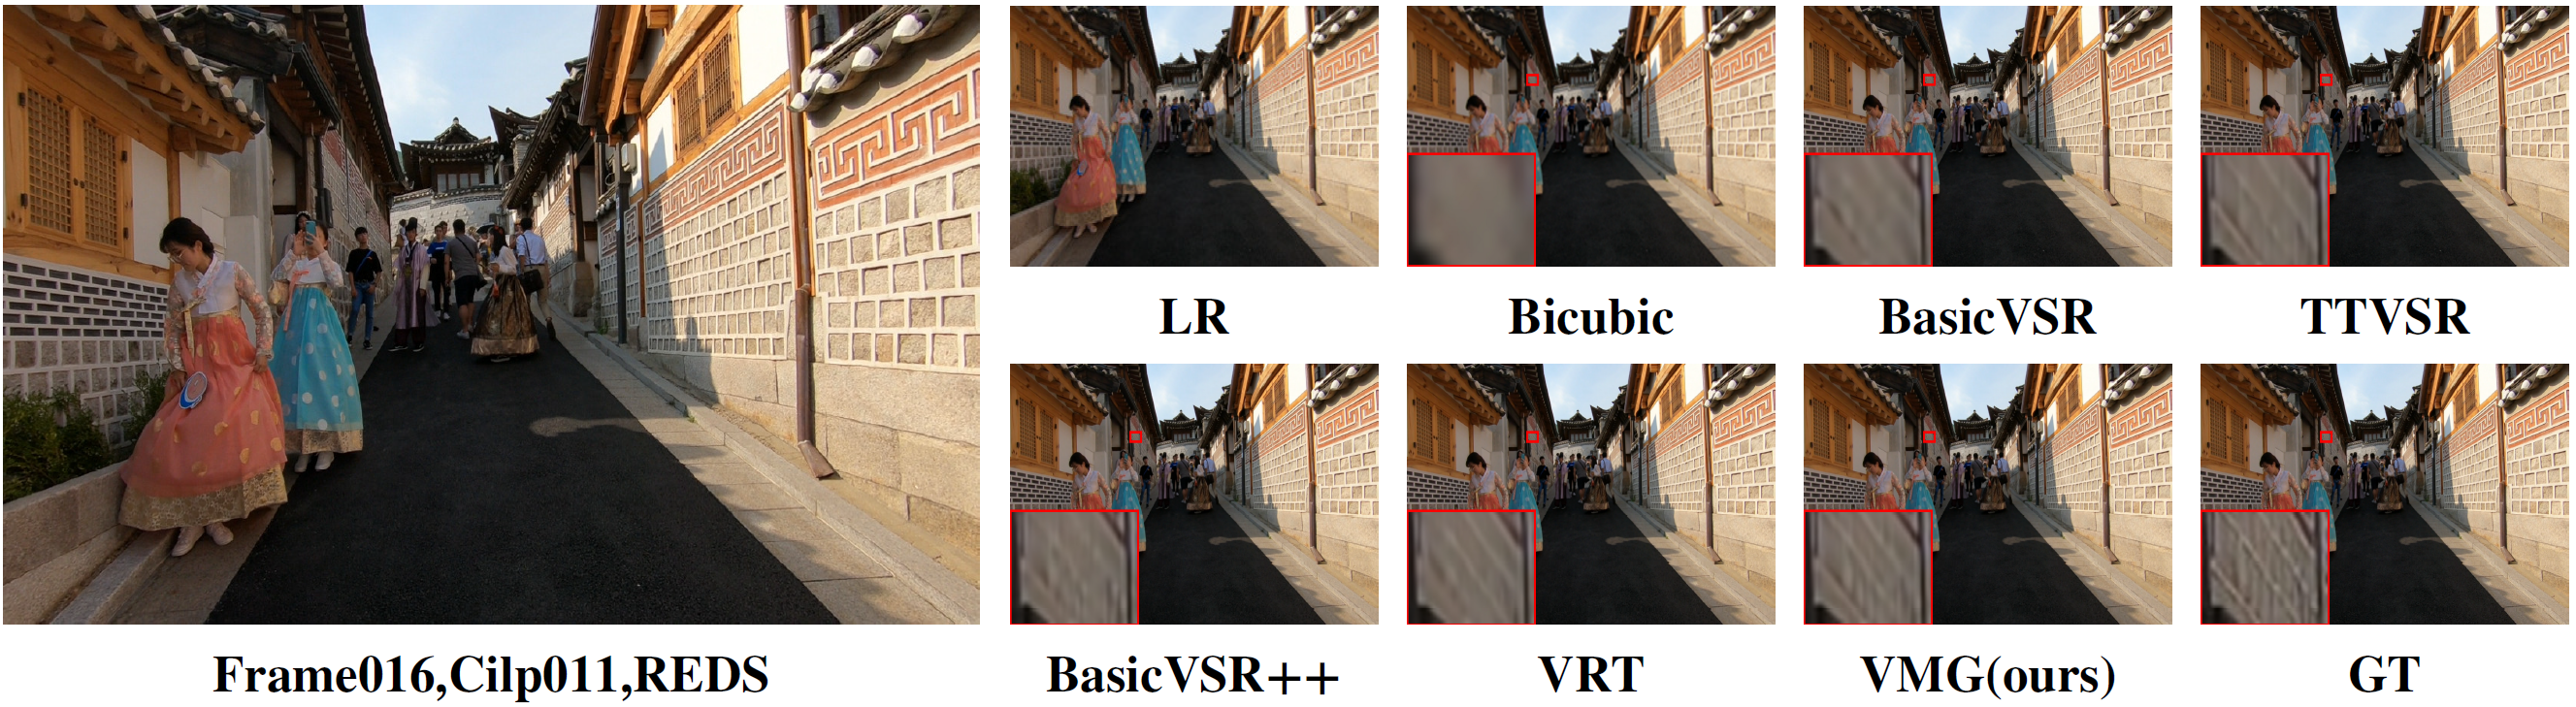 LR
Bicubic
BasicVSR
TTVSR
BasicVSR++
VRT
VMG(ours)
GT
Frame016,Cilp011,REDS